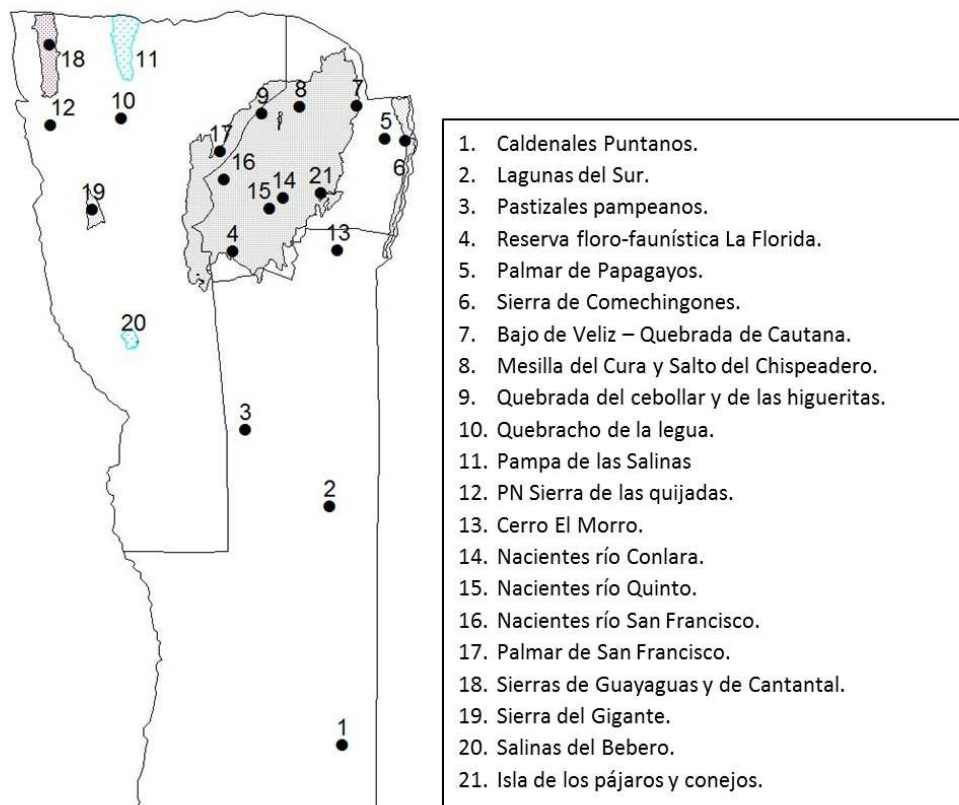 18
11
12
10
9
8
7
5
6
17
16
15
14
21
19
4
13
20
3
2
1
1. Caldenales Puntanos.
2. Lagunas del Sur.
3. Pastizales pampeanos.
4. Reserva floro-faunística La Florida.
5. Palmar de Papagayos.
6. Sierra de Comechingones.
7. Bajo de Veliz – Quebrada de Cautana.
8. Mesilla del Cura y Salto del Chispeadero.
9. Quebrada del cebollar y de las higueritas.
10. Quebracho de la legua.
11. Pampa de las Salinas
12. PN Sierra de las quijadas.
13. Cerro El Morro.
14. Nacientes río Conlara.
15. Nacientes río Quinto.
16. Nacientes río San Francisco.
17. Palmar de San Francisco.
18. Sierras de Guayaguas y de Cantantal.
19. Sierra del Gigante.
20. Salinas del Bebero.
21. Isla de los pájaros y conejos.